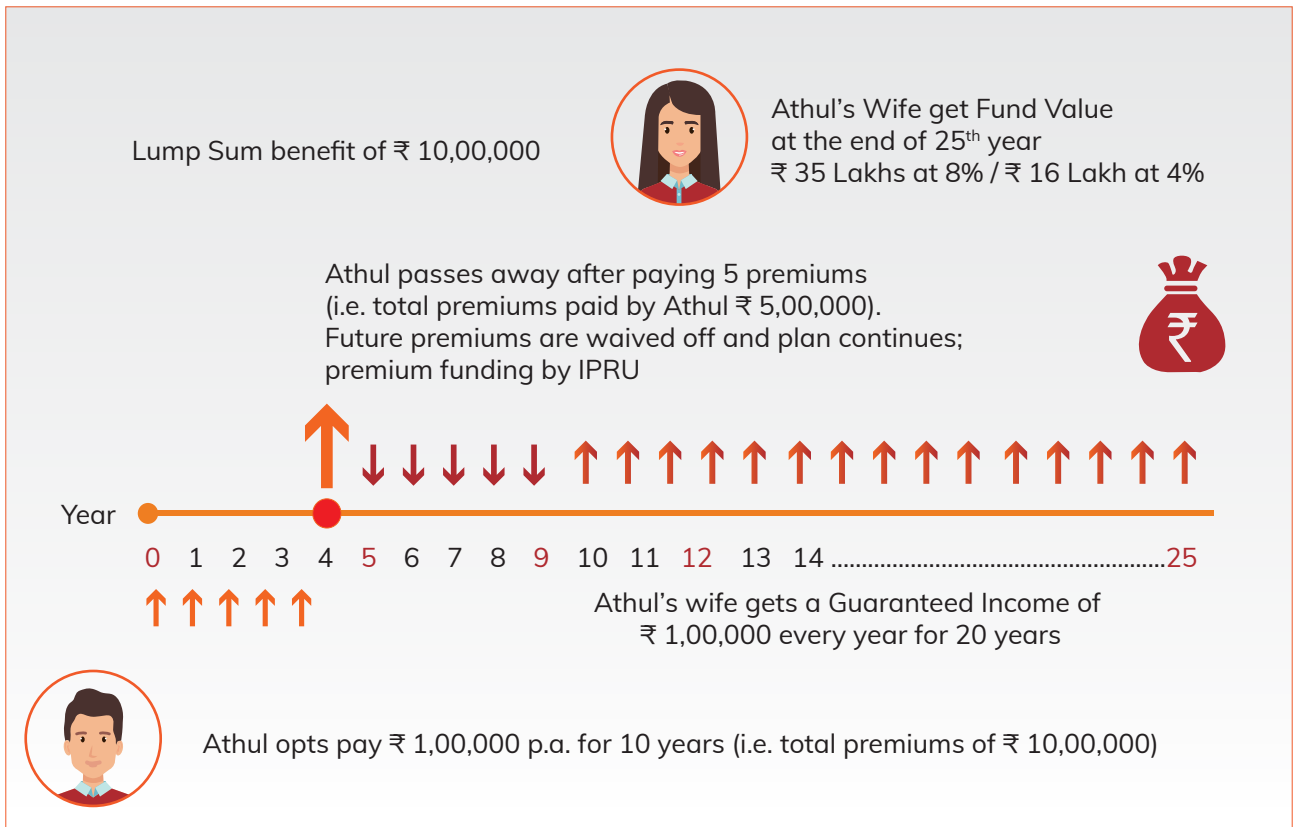 Lump Sum benefit of ₹ 10,00,000
Athul’s Wife get Fund Value
at the end of 25th year
₹ 35 Lakhs at 8% / ₹ 16 Lakh at 4%
Athul passes away after paying 5 premiums
(i.e. total premiums paid by Athul ₹ 5,00,000).
Future premiums are waived off and plan continues;
premium funding by IPRU
₹
Year
0 1 2 3 4 5 6 7 8 9 10 11 12 13 14 ........................................................25
Athul’s wife gets a Guaranteed Income of
₹ 1,00,000 every year for 20 years
Athul opts pay ₹ 1,00,000 p.a. for 10 years (i.e. total premiums of ₹ 10,00,000)